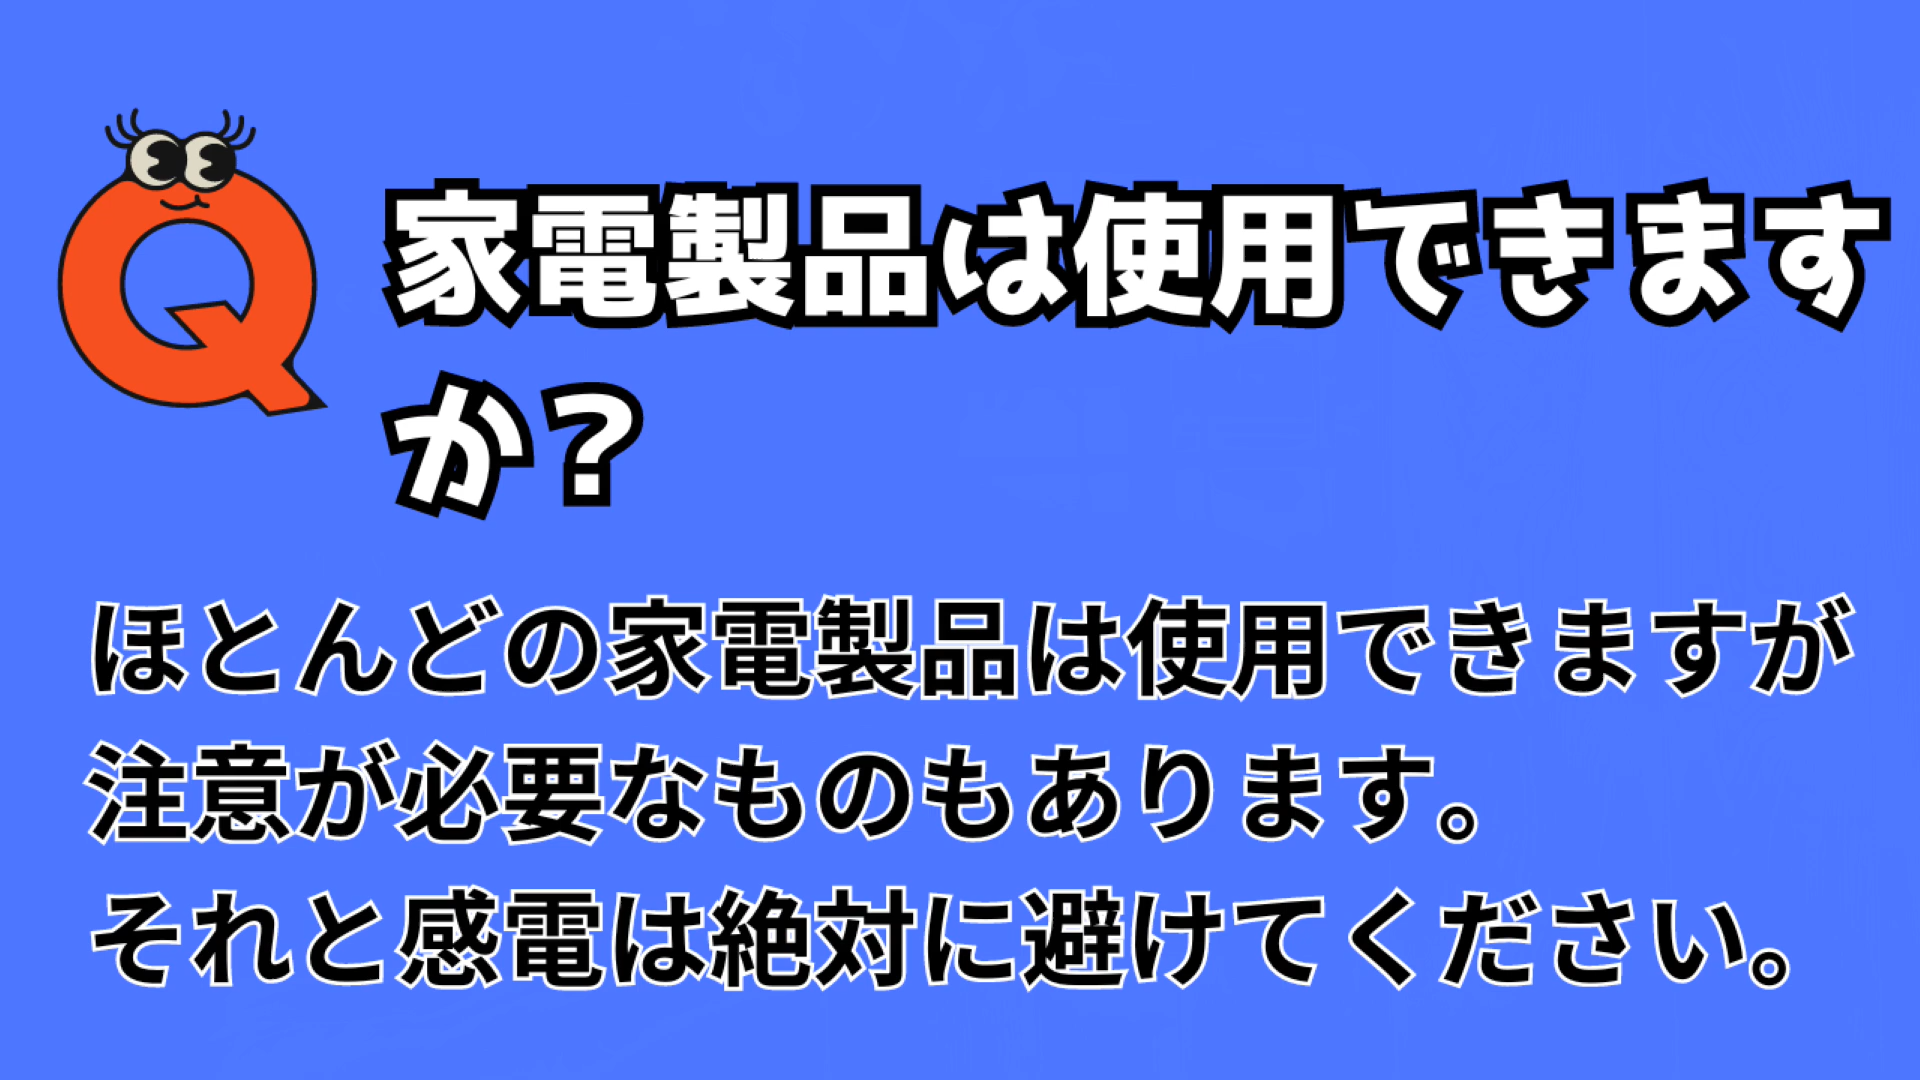 Q
家電製品は使用できます
か？
ほとんどの家電製品は使用できますが
注意が必要なものもあります。
それと感電は絶対に避けてください。